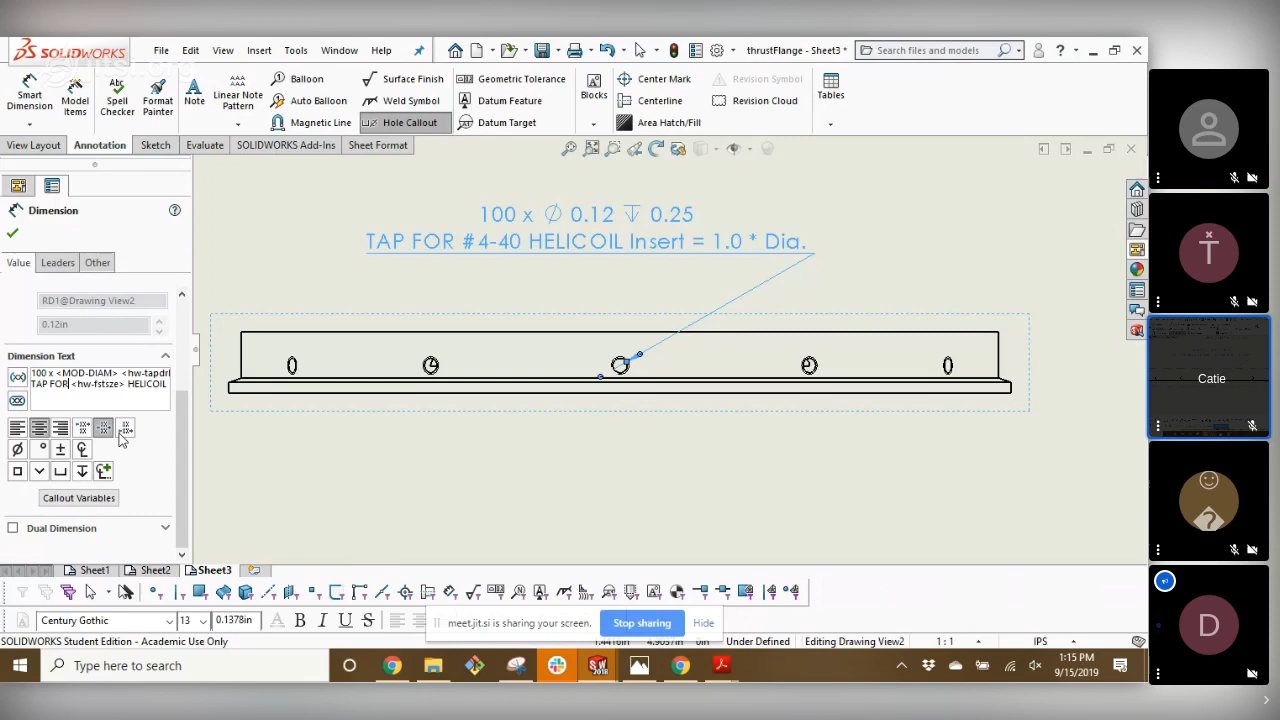 SOLIDWORKS
File Edit View Insert Tools Window Help
thrustFlange - Sheet3 *
Search files and models
Smart Dimension
Model Items
Spell Checker
Format Painter
Note
Linear Note Pattern
Balloon
Auto Balloon
Magnetic Line
Surface Finish
Weld Symbol
Hole Callout
Geometric Tolerance
Datum Feature
Datum Target
Blocks
Center Mark
Centerline
Area Hatch/Fill
Revision Symbol
Revision Cloud
Tables
View Layout Annotation Sketch Evaluate SOLIDWORKS Add-Ins Sheet Format
Dimension
Value Leaders Other
RD1@Drawing View2
0.12in
Dimension Text
100 x <MOD-DIAM> <hw-tapdri
TAP FOR <hw-fstsze> HELICOIL
Callout Variables
Dual Dimension
100 x ∅ 0.12 ↧ 0.25
TAP FOR #4-40 HELICOIL Insert = 1.0 * Dia.
Sheet1 Sheet2 Sheet3
Century Gothic 13 0.1378in
meet.jit.si is sharing your screen. Stop sharing Hide
SOLIDWORKS Student Edition - Academic Use Only
Under Defined Editing Drawing View2 1 : 1 IPS
Type here to search
1:15 PM
9/15/2019
T
Catie
D